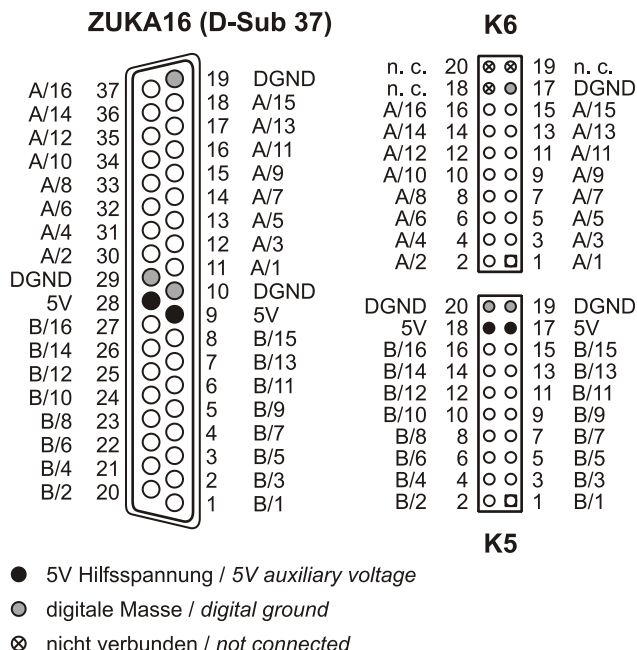 ZUKA16 (D-Sub 37)
19 DGND
A/16 37
18 A/15
A/14 36
17 A/13
A/12 35
16 A/11
A/10 34
15 A/9
A/8 33
14 A/7
A/6 32
13 A/5
A/4 31
12 A/3
A/2 30
11 A/1
DGND 29
10 DGND
5V 28
9 5V
B/16 27
8 B/15
B/14 26
7 B/13
B/12 25
6 B/11
B/10 24
5 B/9
B/8 23
4 B/7
B/6 22
3 B/5
B/4 21
2 B/3
B/2 20
1 B/1
K6
n. c. 20 19 n. c.
n. c. 18 17 DGND
A/16 16 15 A/15
A/14 14 13 A/13
A/12 12 11 A/11
A/10 10 9 A/9
A/8 8 7 A/7
A/6 6 5 A/5
A/4 4 3 A/3
A/2 2 1 A/1
DGND 20 19 DGND
5V 18 17 5V
B/16 16 15 B/15
B/14 14 13 B/13
B/12 12 11 B/11
B/10 10 9 B/9
B/8 8 7 B/7
B/6 6 5 B/5
B/4 4 3 B/3
B/2 2 1 B/1
K5
5V Hilfsspannung / 5V auxiliary voltage
digitale Masse / digital ground
nicht verbunden / not connected